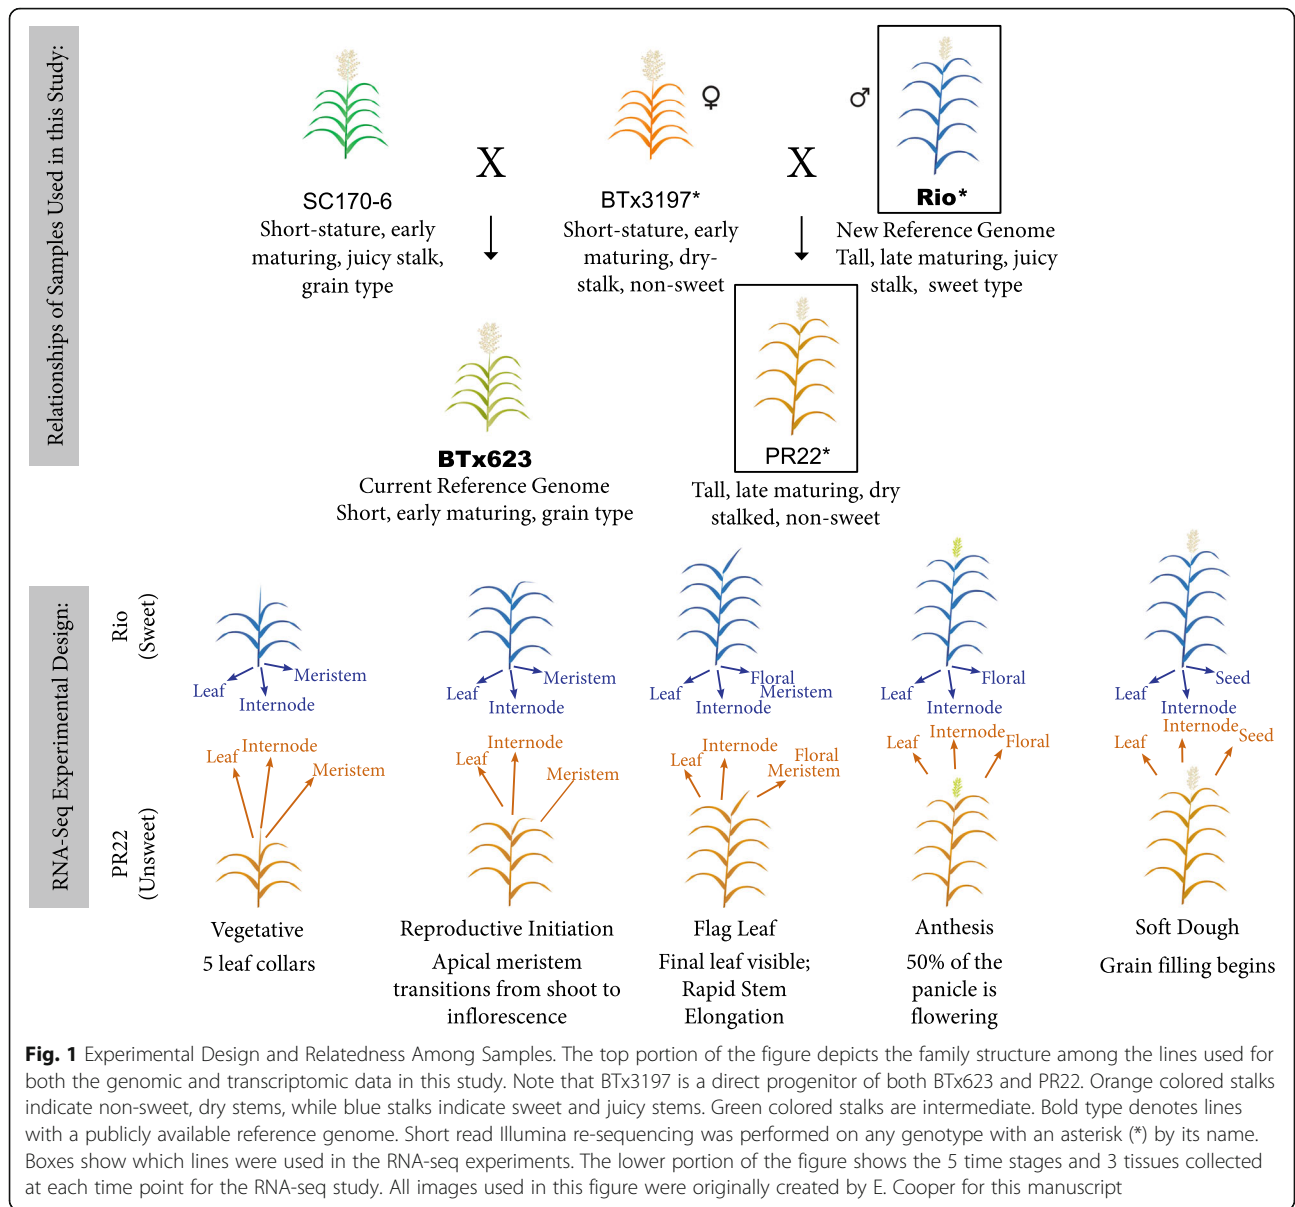 Relationships of Samples Used in this Study:
♀
♂
X
X
SC170-6
Short-stature, early
maturing, juicy stalk,
grain type
BTx3197*
Short-stature, early
maturing, dry-
stalk, non-sweet
Rio*
New Reference Genome
Tall, late maturing, juicy
stalk, sweet type
BTx623
Current Reference Genome
Short, early maturing, grain type
PR22*
Tall, late maturing, dry
stalked, non-sweet
RNA-Seq Experimental Design:
Rio
(Sweet)
Leaf
Internode
Meristem
Leaf
Internode
Meristem
Leaf
Internode
Floral
Meristem
Leaf
Internode
Floral
Leaf
Internode
Seed
PR22
(Unsweet)
Leaf
Internode
Meristem
Leaf
Internode
Meristem
Leaf
Internode
Floral
Meristem
Leaf
Internode
Floral
Leaf
Internode
Seed
Vegetative
5 leaf collars
Reproductive Initiation
Apical meristem
transitions from shoot to
inflorescence
Flag Leaf
Final leaf visible;
Rapid Stem
Elongation
Anthesis
50% of the
panicle is
flowering
Soft Dough
Grain filling begins
Fig. 1 Experimental Design and Relatedness Among Samples. The top portion of the figure depicts the family structure among the lines used for
both the genomic and transcriptomic data in this study. Note that BTx3197 is a direct progenitor of both BTx623 and PR22. Orange colored stalks
indicate non-sweet, dry stems, while blue stalks indicate sweet and juicy stems. Green colored stalks are intermediate. Bold type denotes lines
with a publicly available reference genome. Short read Illumina re-sequencing was performed on any genotype with an asterisk (*) by its name.
Boxes show which lines were used in the RNA-seq experiments. The lower portion of the figure shows the 5 time stages and 3 tissues collected
at each time point for the RNA-seq study. All images used in this figure were originally created by E. Cooper for this manuscript